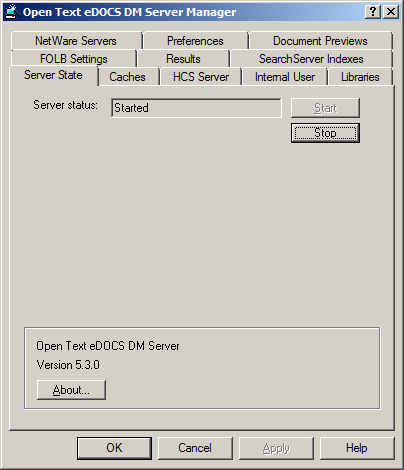 Open Text eDOCS DM Server Manager
NetWare Servers Preferences Document Previews
FOLB Settings Results SearchServer Indexes
Server State Caches HCS Server Internal User Libraries
Server status: Started Start
Stop
Open Text eDOCS DM Server
Version 5.3.0
About...
OK Cancel Apply Help